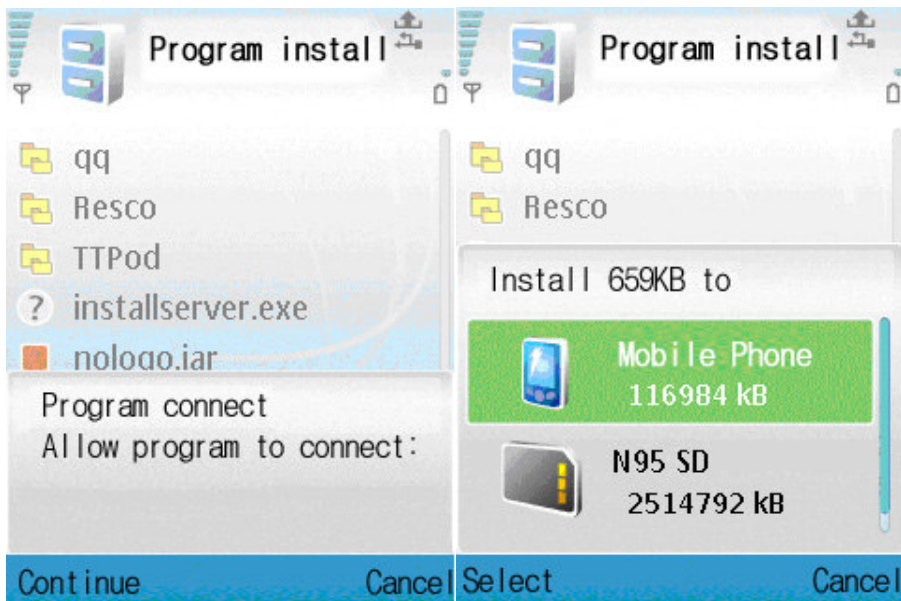 Program install
qq
Resco
TTPod
installserver.exe
nologo.jar
Program connect
Allow program to connect:
Continue
Cancel
Program install
qq
Resco
Install 659KB to
Mobile Phone
116984 kB
N95 SD
2514792 kB
Select
Cancel